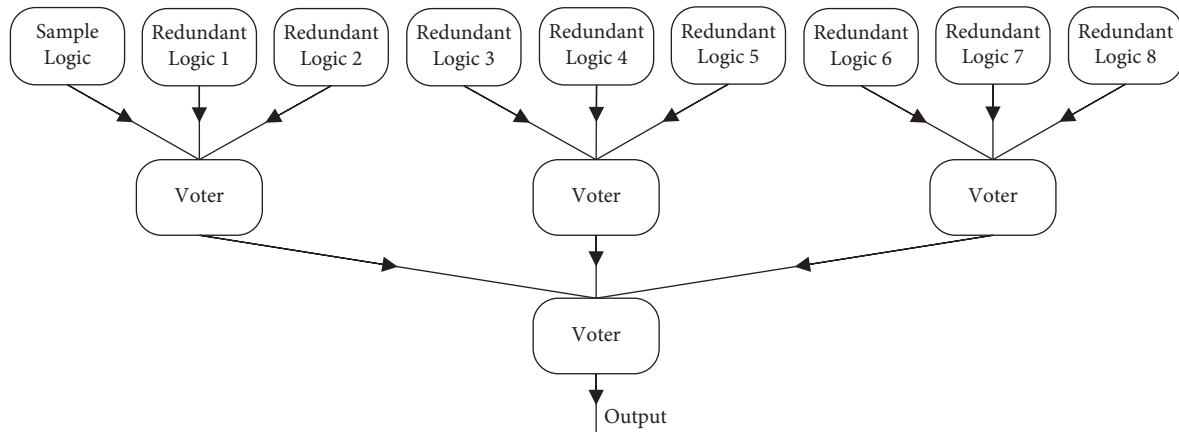 Sample
Logic
Redundant
Logic 1
Redundant
Logic 2
Redundant
Logic 3
Redundant
Logic 4
Redundant
Logic 5
Redundant
Logic 6
Redundant
Logic 7
Redundant
Logic 8
Voter
Voter
Voter
Voter
Output